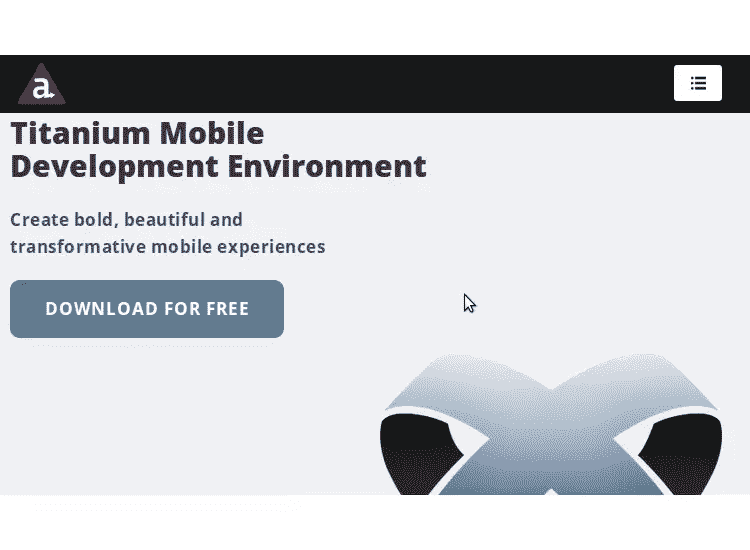 a
Titanium Mobile
Development Environment
Create bold, beautiful and
transformative mobile experiences
DOWNLOAD FOR FREE